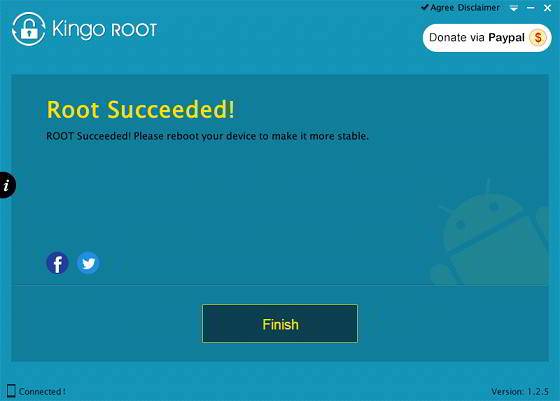 Agree Disclaimer
Kingo ROOT
Donate via Paypal $
Root Succeeded!
ROOT Succeeded! Please reboot your device to make it more stable.
i
f
Finish
Connected!
Version: 1.2.5